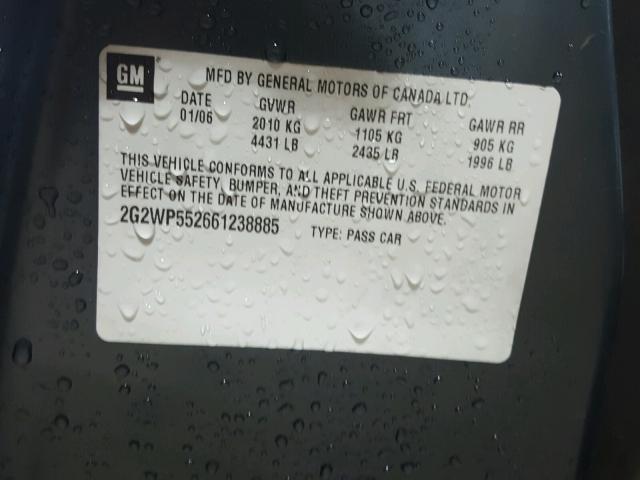 GM
MFD BY GENERAL MOTORS OF CANADA LTD.
DATE GVWR GAWR FRT GAWR RR
01/06 2010 KG 1105 KG 905 KG
4431 LB 2435 LB 1996 LB
THIS VEHICLE CONFORMS TO ALL APPLICABLE U.S. FEDERAL MOTOR
VEHICLE SAFETY, BUMPER, AND THEFT PREVENTION STANDARDS IN
EFFECT ON THE DATE OF MANUFACTURE SHOWN ABOVE.
2G2WP552661238885 TYPE: PASS CAR